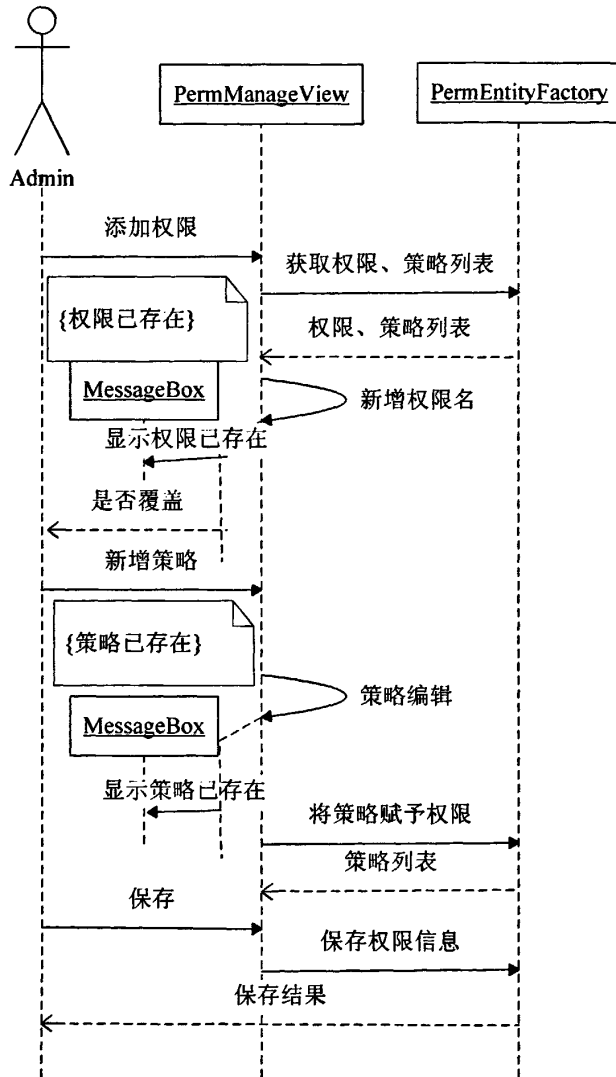 PermManageView
PermEntityFactory
Admin
添加权限
获取权限、策略列表
{权限已存在}
权限、策略列表
MessageBox
新增权限名
显示权限已存在
是否覆盖
新增策略
{策略已存在}
策略编辑
MessageBox
显示策略已存在
将策略赋予权限
策略列表
保存
保存权限信息
保存结果